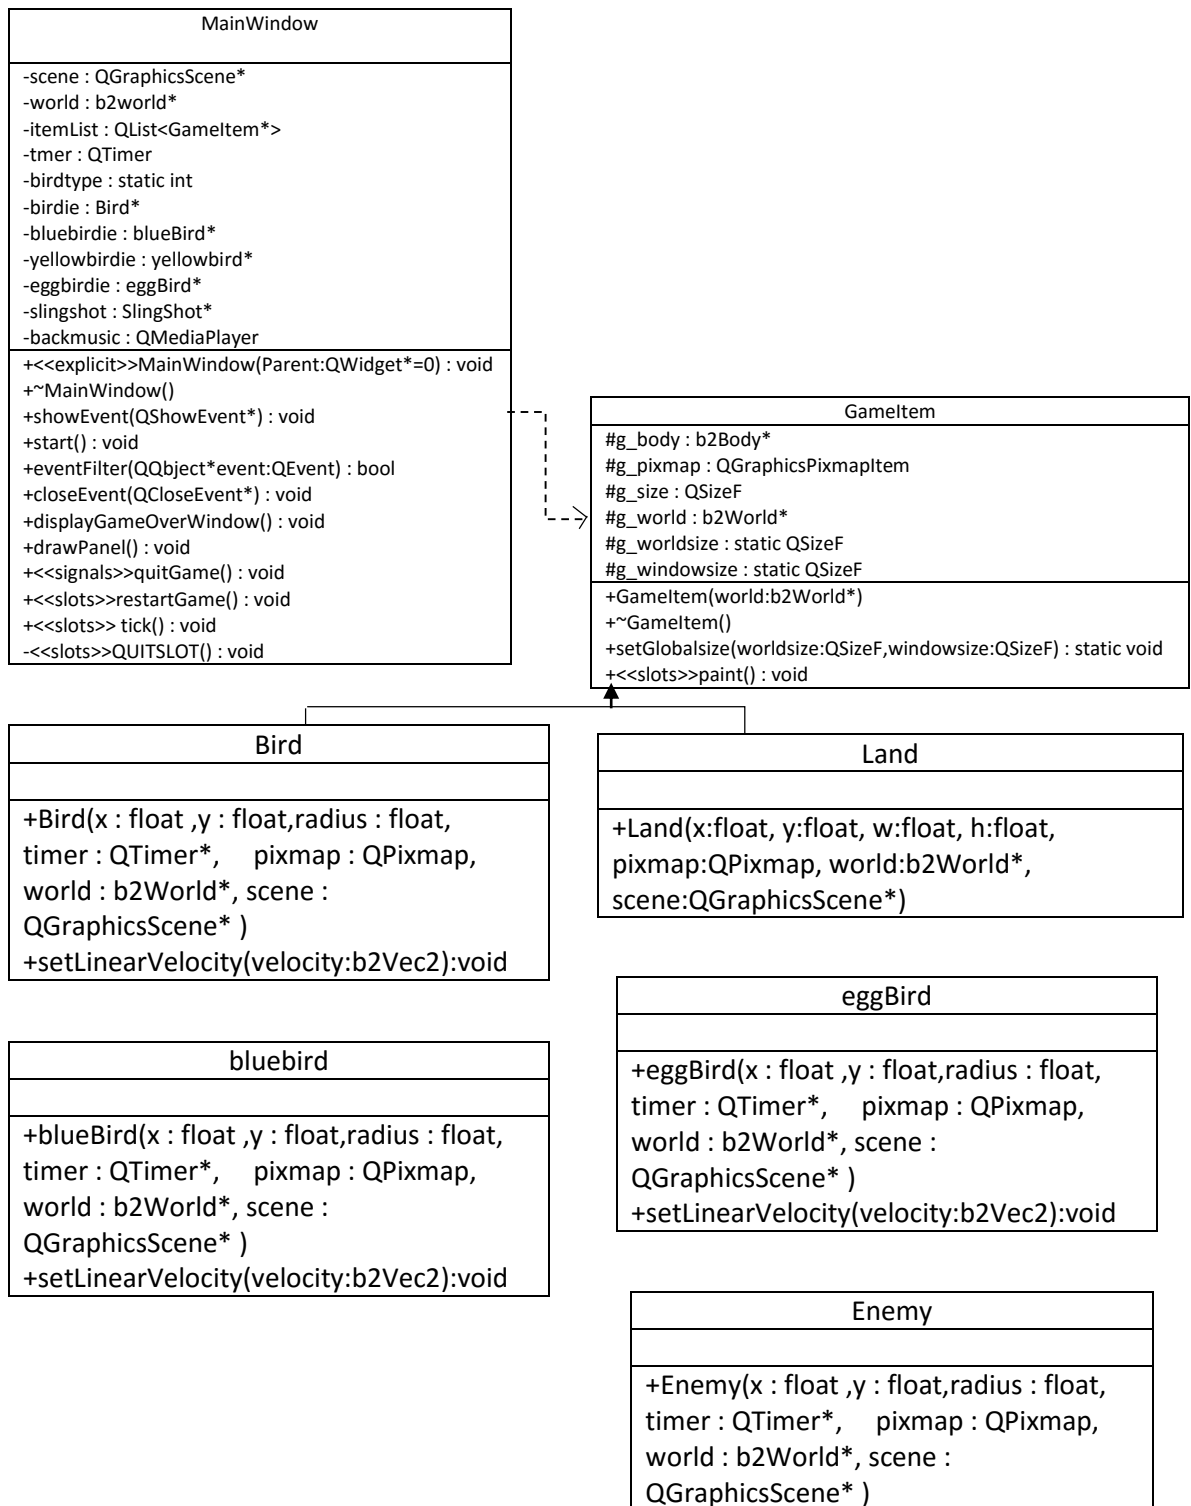 MainWindow
-scene : QGraphicsScene*
-world : b2world*
-itemList : QList<GameItem*>
-tmer : QTimer
-birdtype : static int
-birdie : Bird*
-bluebirdie : blueBird*
-yellowbirdie : yellowbird*
-eggbirdie : eggBird*
-slingshot : SlingShot*
-backmusic : QMediaPlayer
+<<explicit>>MainWindow(Parent:QWidget*=0) : void
+~MainWindow()
+showEvent(QShowEvent*) : void
+start() : void
+eventFilter(QQbject*event:QEvent) : bool
+closeEvent(QCloseEvent*) : void
+displayGameOverWindow() : void
+drawPanel() : void
+<<signals>>quitGame() : void
+<<slots>>restartGame() : void
+<<slots>> tick() : void
-<<slots>>QUITSLOT() : void
GameItem
#g_body : b2Body*
#g_pixmap : QGraphicsPixmapItem
#g_size : QSizeF
#g_world : b2World*
#g_worldsize : static QSizeF
#g_windowsize : static QSizeF
+GameItem(world:b2World*)
+~GameItem()
+setGlobalsize(worldsize:QSizeF,windowsize:QSizeF) : static void
+<<slots>>paint() : void
Bird
+Bird(x : float ,y : float,radius : float,
timer : QTimer*, pixmap : QPixmap,
world : b2World*, scene :
QGraphicsScene* )
+setLinearVelocity(velocity:b2Vec2):void
Land
+Land(x:float, y:float, w:float, h:float,
pixmap:QPixmap, world:b2World*,
scene:QGraphicsScene*)
bluebird
+blueBird(x : float ,y : float,radius : float,
timer : QTimer*, pixmap : QPixmap,
world : b2World*, scene :
QGraphicsScene* )
+setLinearVelocity(velocity:b2Vec2):void
eggBird
+eggBird(x : float ,y : float,radius : float,
timer : QTimer*, pixmap : QPixmap,
world : b2World*, scene :
QGraphicsScene* )
+setLinearVelocity(velocity:b2Vec2):void
Enemy
+Enemy(x : float ,y : float,radius : float,
timer : QTimer*, pixmap : QPixmap,
world : b2World*, scene :
QGraphicsScene* )